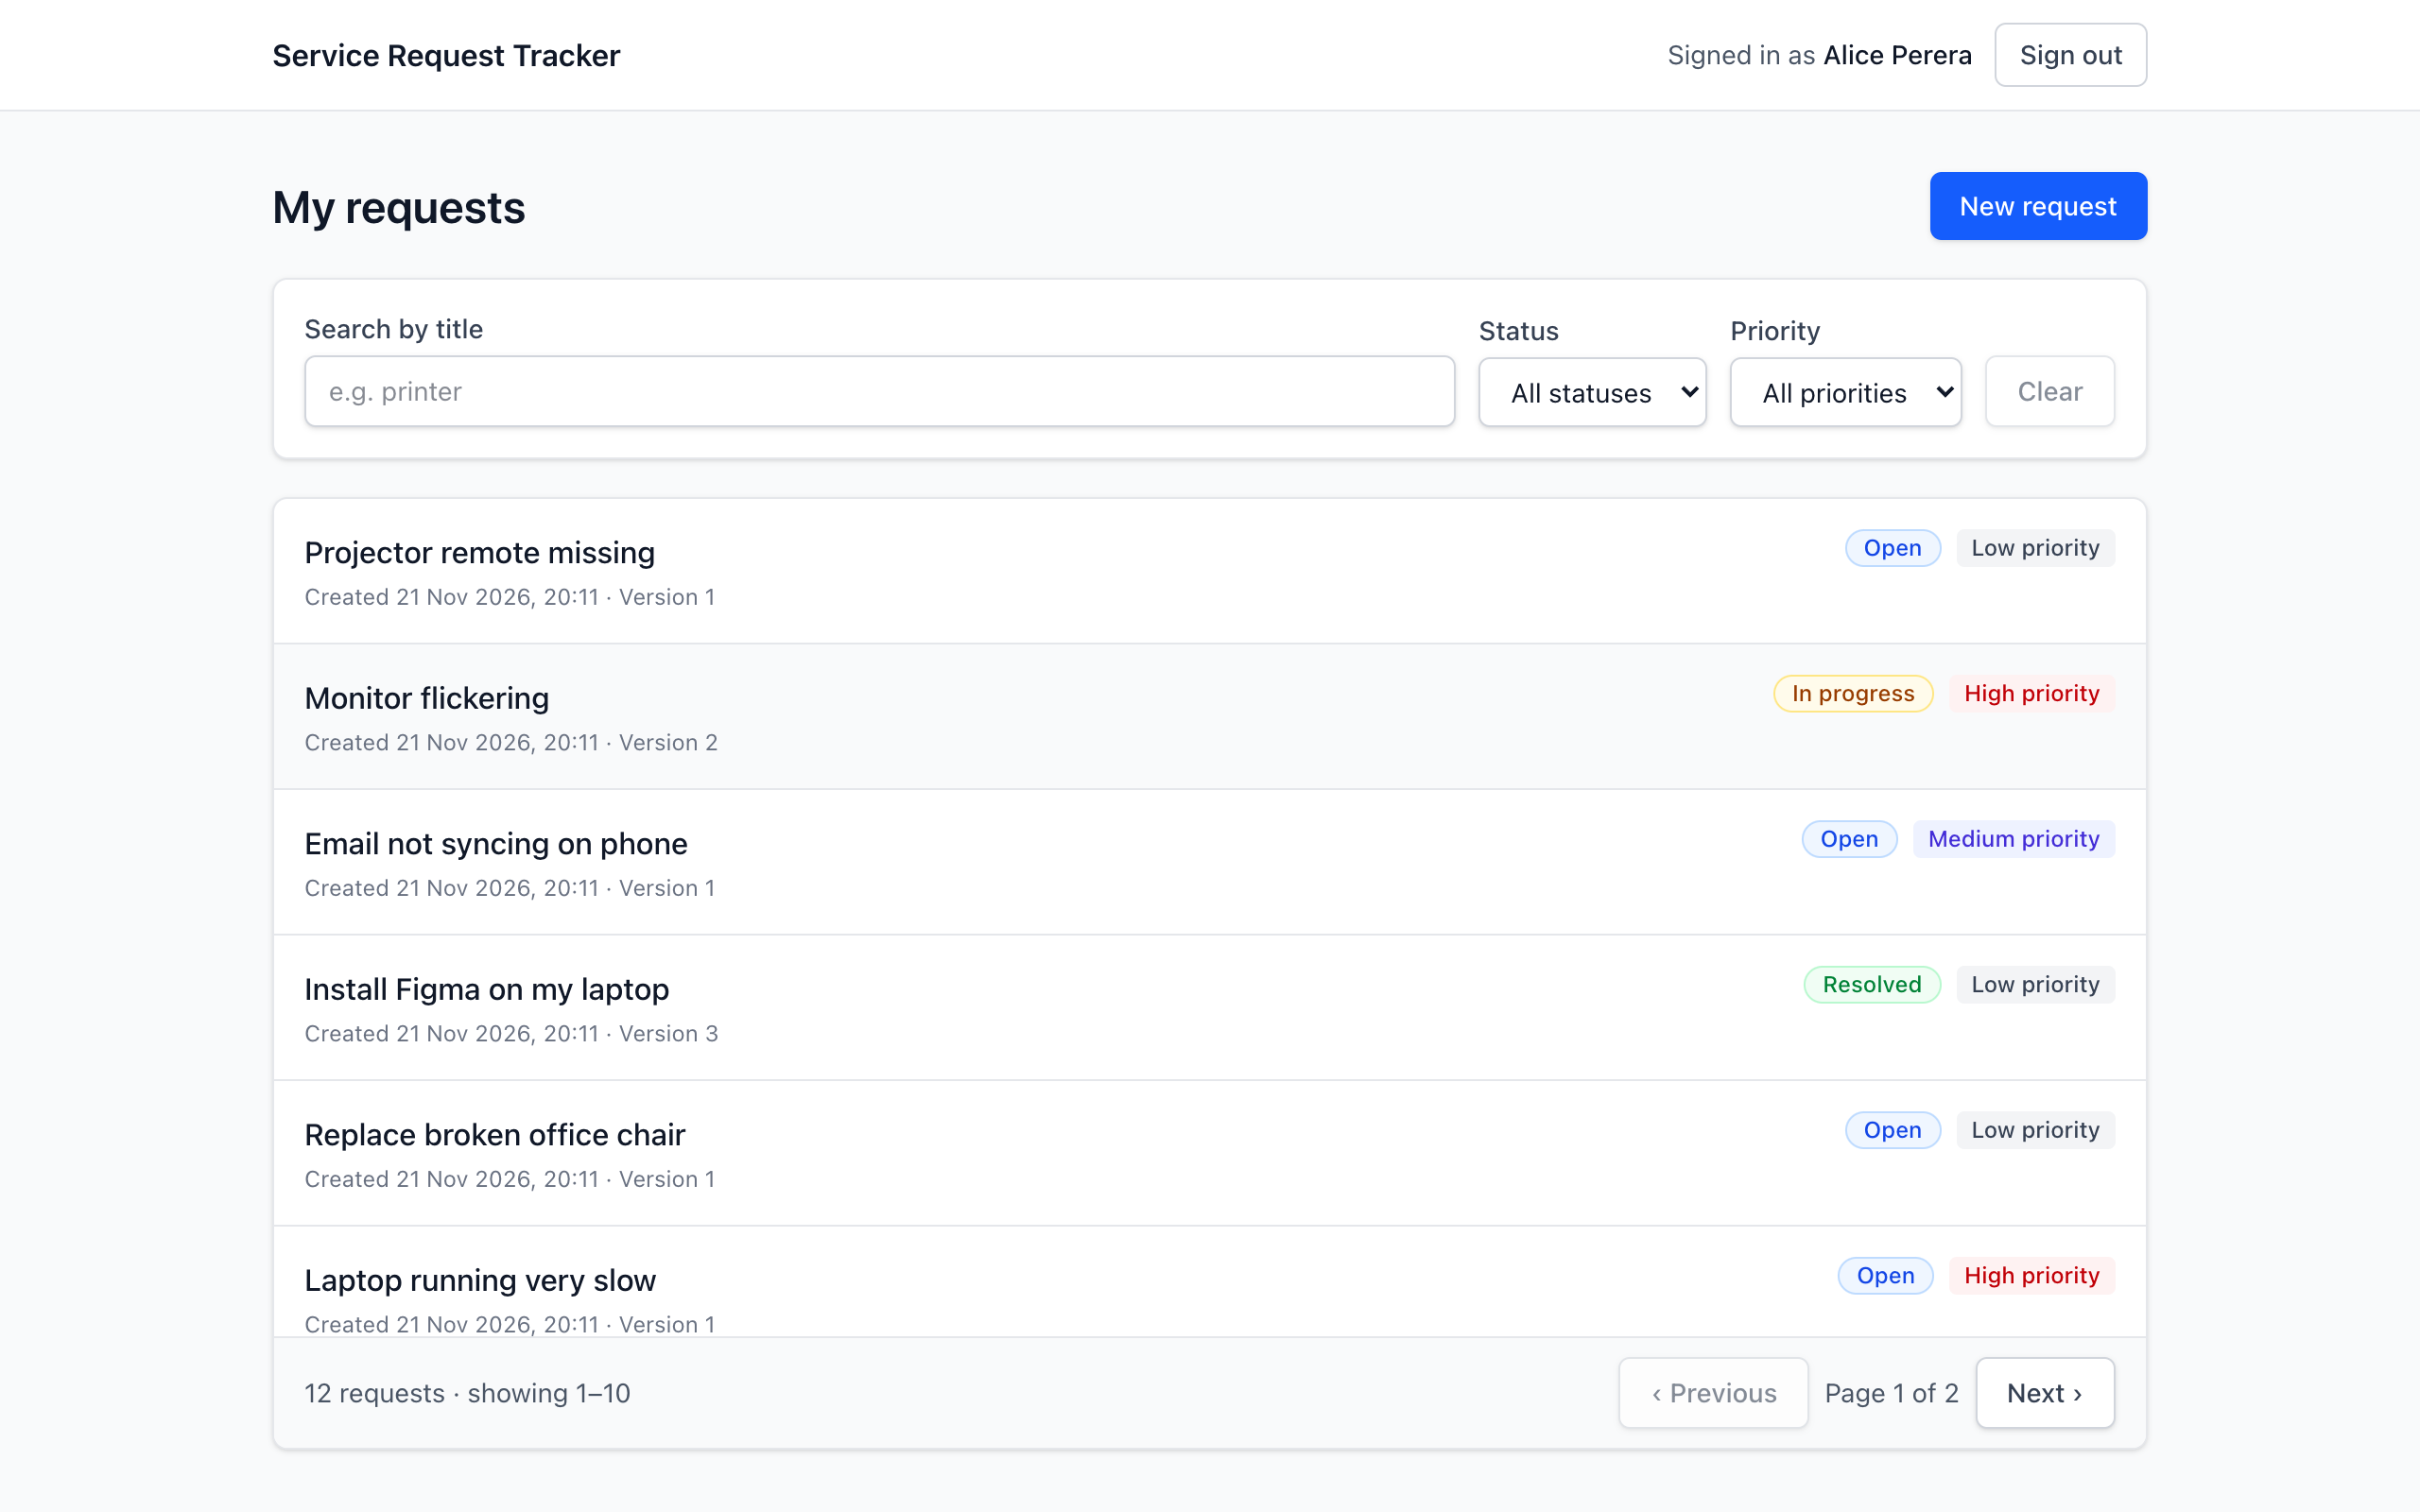 Service Request Tracker
Signed in as Alice Perera
Sign out
My requests
New request
Search by title
Status
Priority
e.g. printer
All statuses
All priorities
Clear
Projector remote missing
Open
Low priority
Created 21 Nov 2026, 20:11 · Version 1
Monitor flickering
In progress
High priority
Created 21 Nov 2026, 20:11 · Version 2
Email not syncing on phone
Open
Medium priority
Created 21 Nov 2026, 20:11 · Version 1
Install Figma on my laptop
Resolved
Low priority
Created 21 Nov 2026, 20:11 · Version 3
Replace broken office chair
Open
Low priority
Created 21 Nov 2026, 20:11 · Version 1
Laptop running very slow
Open
High priority
Created 21 Nov 2026, 20:11 · Version 1
12 requests · showing 1–10
‹ Previous
Page 1 of 2
Next ›